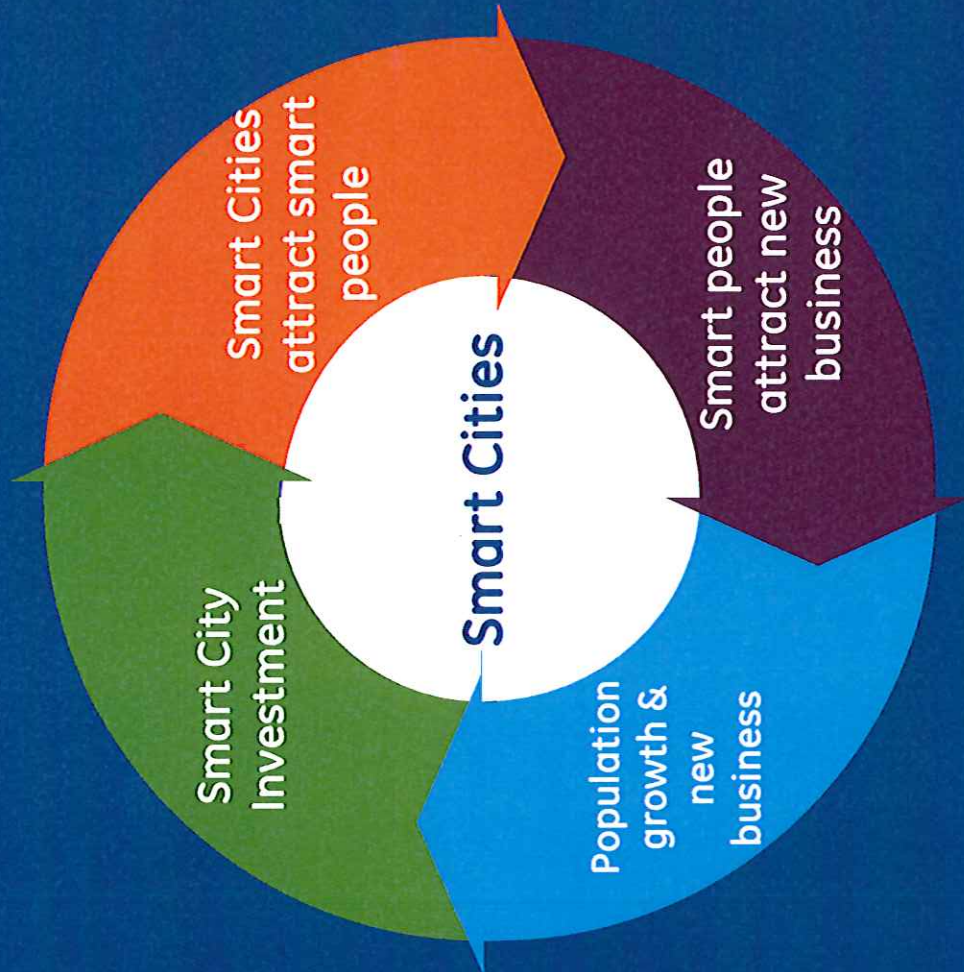 Smart City
Investment
Smart Cities
attract smart
people
Smart people
attract new
business
Population
growth &
new
business
Smart Cities